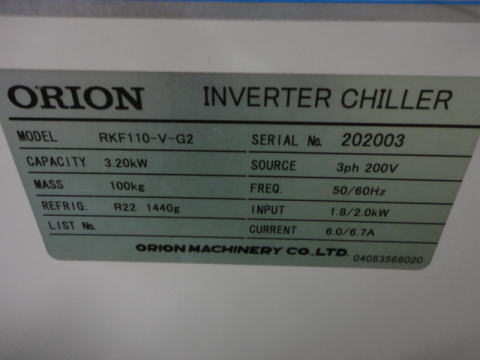 ORION INVERTER CHILLER
MODEL RKF110-V-G2 SERIAL No. 202003
CAPACITY 3.20kW SOURCE 3ph 200V
MASS 100kg FREQ. 50/60Hz
REFRIG. R22 1440g INPUT 1.8/2.0kW
LIST No. CURRENT 6.0/6.7A
ORION MACHINERY CO.,LTD. 04083568020